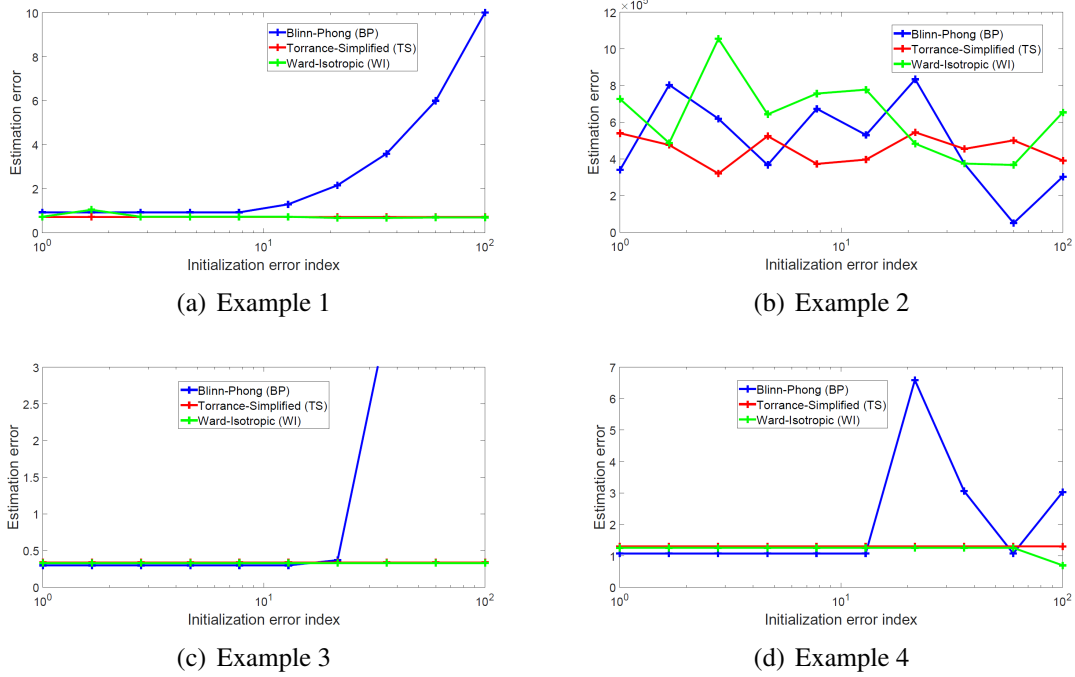 10
8
6
4
2
0
Estimation error
Blinn-Phong (BP)
Torrance-Simplified (TS)
Ward-Isotropic (WI)
10^0
10^1
10^2
Initialization error index
(a) Example 1
× 10^5
12
10
8
6
4
2
0
Estimation error
Blinn-Phong (BP)
Torrance-Simplified (TS)
Ward-Isotropic (WI)
10^0
10^1
10^2
Initialization error index
(b) Example 2
3
2.5
2
1.5
1
0.5
0
Estimation error
Blinn-Phong (BP)
Torrance-Simplified (TS)
Ward-Isotropic (WI)
10^0
10^1
10^2
Initialization error index
(c) Example 3
7
6
5
4
3
2
1
0
Estimation error
Blinn-Phong (BP)
Torrance-Simplified (TS)
Ward-Isotropic (WI)
10^0
10^1
10^2
Initialization error index
(d) Example 4